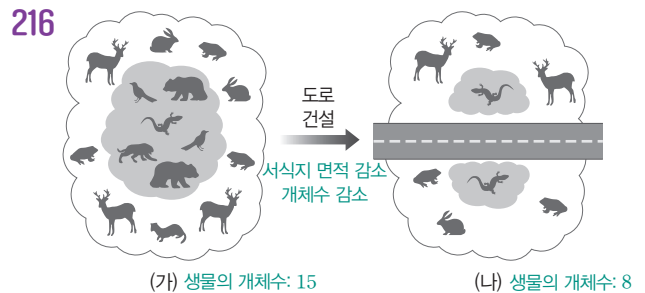 216
도로
건설
서식지 면적 감소
개체수 감소
(가) 생물의 개체수: 15
(나) 생물의 개체수: 8